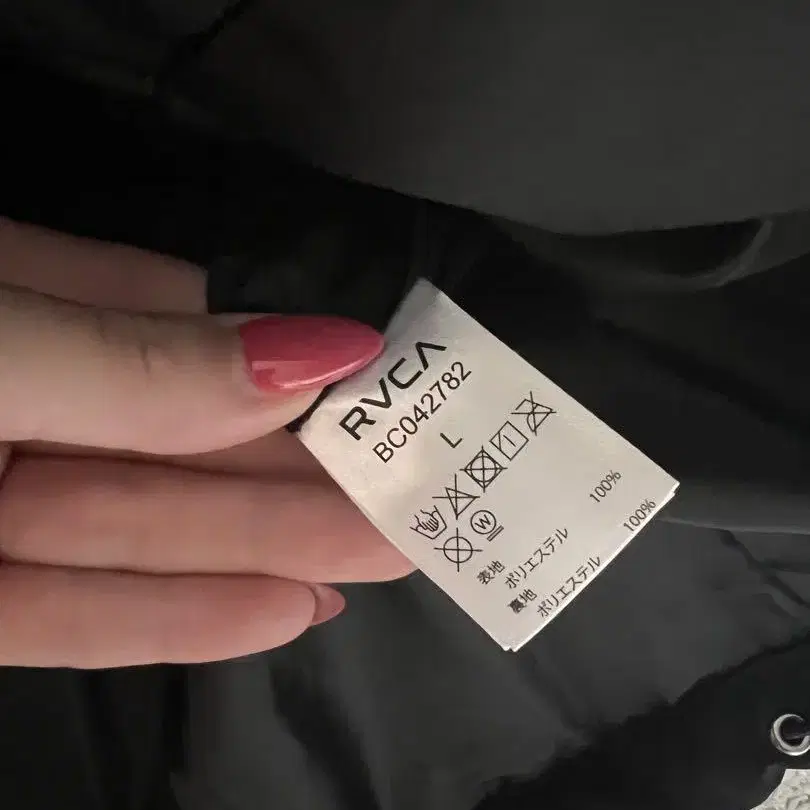 RVCA
BC042782
L
W
表地
ポリエステル 100%
裏地
ポリエステル 100%